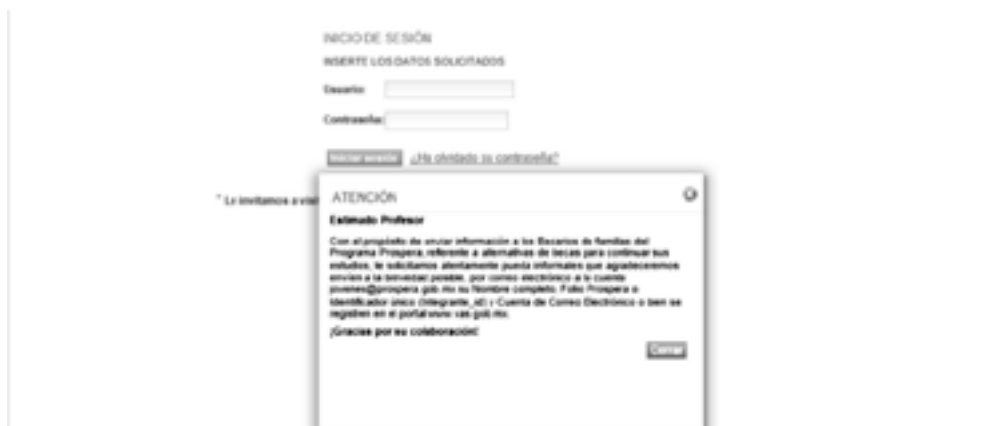 INICIO DE SESIÓN
INSERTE LOS DATOS SOLICITADOS
Usuario:
Contraseña:
Iniciar sesión ¿Ha olvidado su contraseña?
* Le invitamos a
ATENCIÓN
Estimado Profesor
Con el propósito de enviar información a los Becarios de familias del
Programa Prospera, referente a alternativas de becas para continuar sus
estudios, le solicitamos atentamente pueda informales que agradeceremos
envíen a la brevedad posible, por correo electrónico a la cuenta
jovenes@prospera.gob.mx su Nombre completo, Folio Prospera o
Identificador único (Integrante_id) y Cuenta de Correo Electrónico o bien se
registren en el portal www.vas.gob.mx.
¡Gracias por su colaboración!
Cerrar